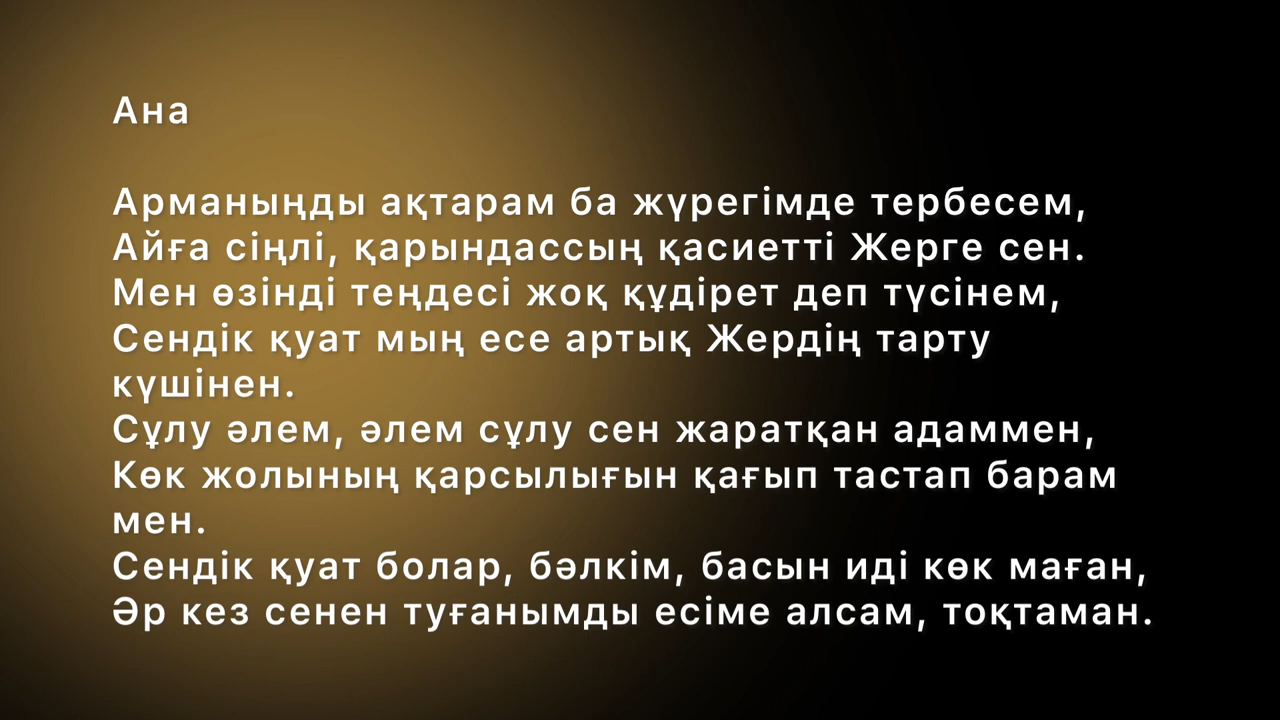 Ана
Арманыңды ақтарам ба жүрегімде тербесем,
Айға сіңлі, қарындассың қасиетті Жерге сен.
Мен өзінді теңдесі жоқ құдірет деп түсінем,
Сендік қуат мың есе артық Жердің тарту
күшінен.
Сұлу әлем, әлем сұлу сен жаратқан адаммен,
Көк жолының қарсылығын қағып тастап барам
мен.
Сендік қуат болар, бәлкім, басын иді көк маған,
Әр кез сенен туғанымды есіме алсам, тоқтаман.